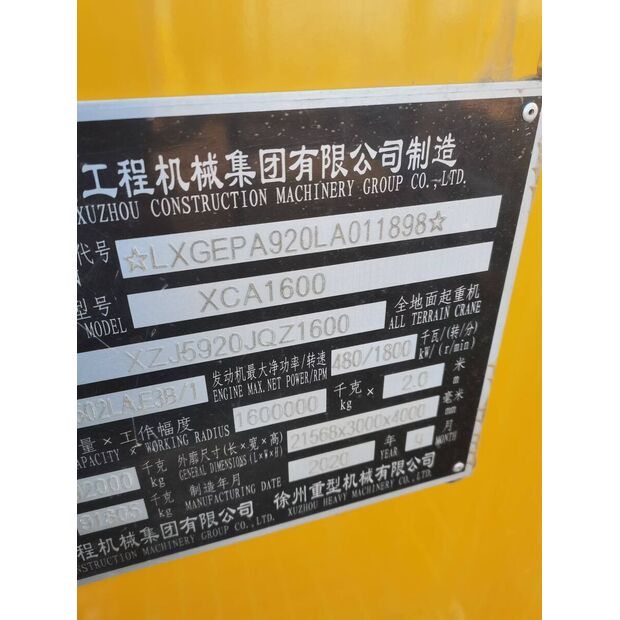 工程机械集团有限公司制造
XUZHOU CONSTRUCTION MACHINERY GROUP CO.,LTD.
代号 ☆LXGEPA920LA011898☆
型号 MODEL XCA1600 全地面起重机 ALL TERRAIN CRANE
XZJ5920JQZ1600
602LA.E3B/1 发动机最大净功率/转速 ENGINE MAX. NET POWER/RPM 480/1800 千瓦/(转/分) kW/ (r/min)
量×工作幅度 CAPACITY × WORKING RADIUS 1600000 千克 kg × 2.0 米 m
2000 千克 kg 外廓尺寸(长×宽×高) GENERAL DIMENSIONS (L×W×H) 21568x3000x4000 毫米 mm
千克 kg 制造年月 MANUFACTURING DATE 2020 年 YEAR 9 月 MONTH
程机械集团有限公司 徐州重型机械有限公司
CONSTRUCTION MACHINERY GROUP CO.,LTD. XUZHOU HEAVY MACHINERY CO.,LTD.